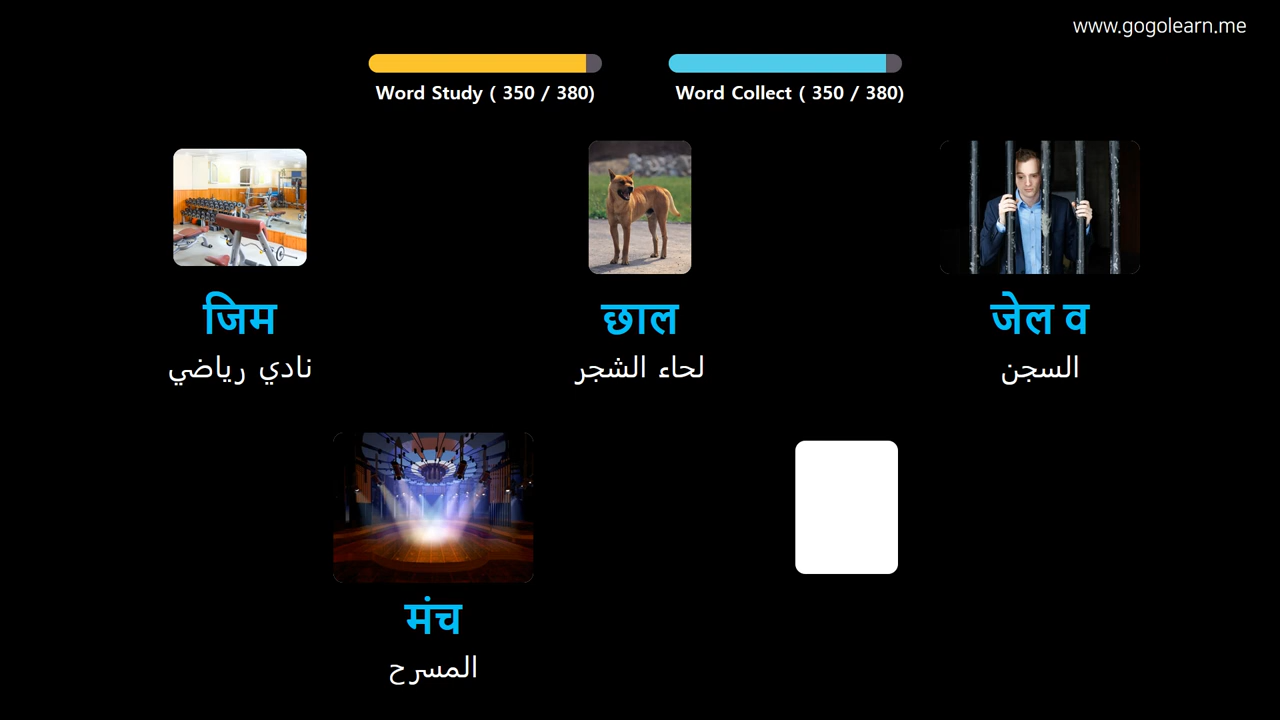 www.gogolearn.me
Word Study ( 350 / 380)
Word Collect ( 350 / 380)
जिम
نادي رياضي
छाल
لحاء الشجر
जेल व
السجن
मंच
المسرح